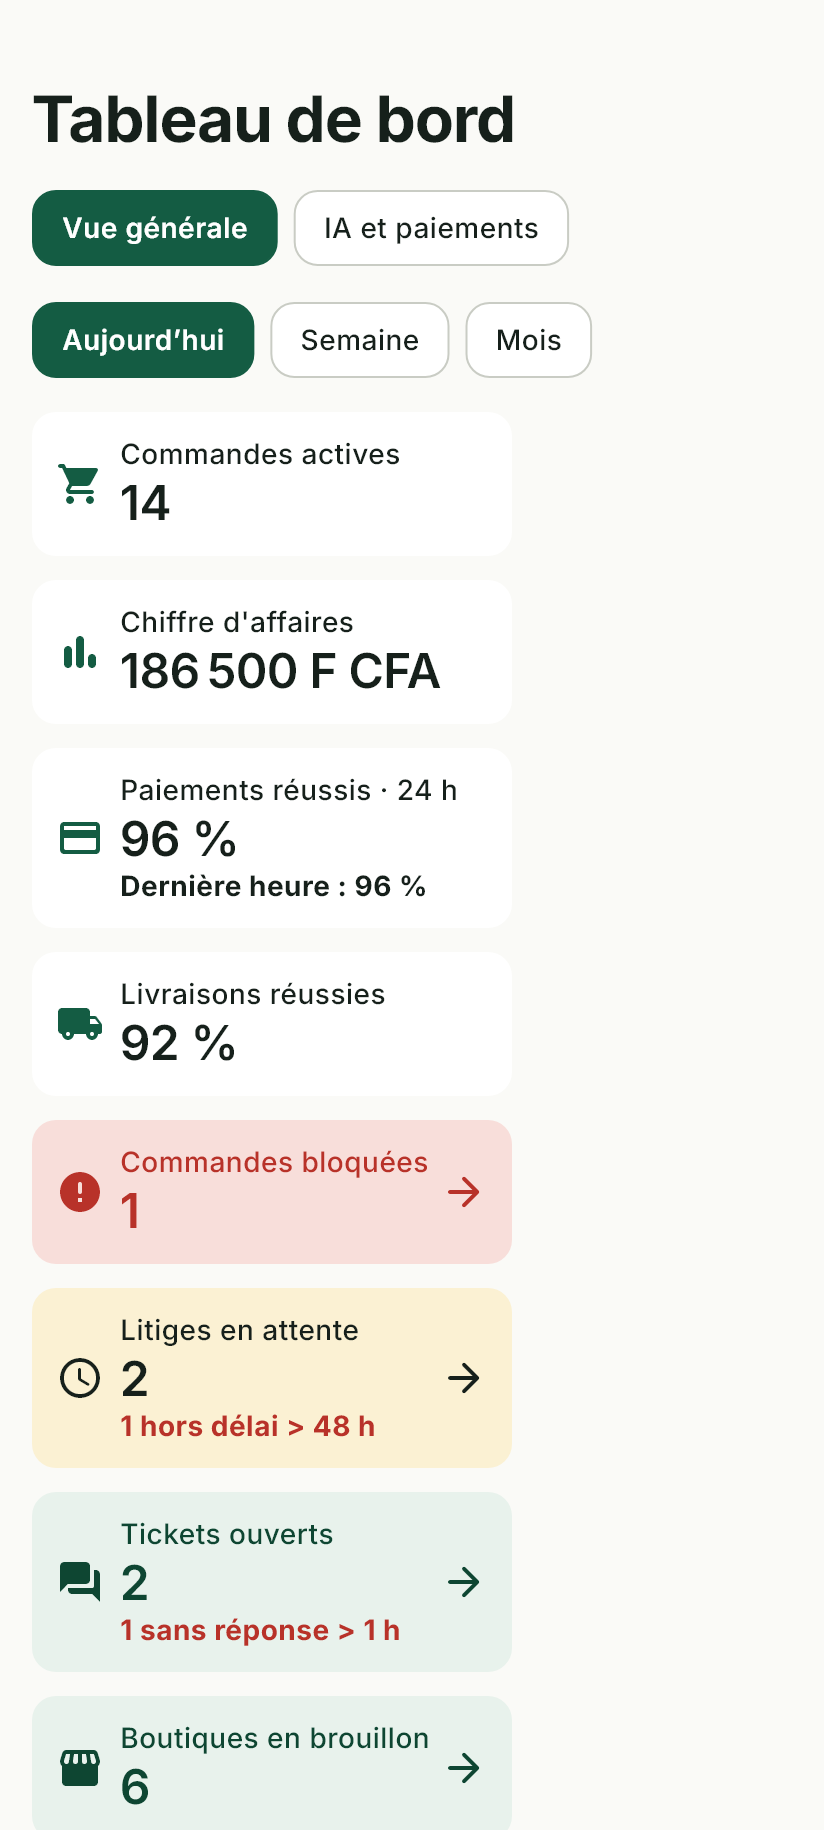 Tableau de bord
Vue générale
IA et paiements
Aujourd’hui
Semaine
Mois
Commandes actives
14
Chiffre d'affaires
186 500 F CFA
Paiements réussis · 24 h
96 %
Dernière heure : 96 %
Livraisons réussies
92 %
Commandes bloquées
1
Litiges en attente
2
1 hors délai > 48 h
Tickets ouverts
2
1 sans réponse > 1 h
Boutiques en brouillon
6